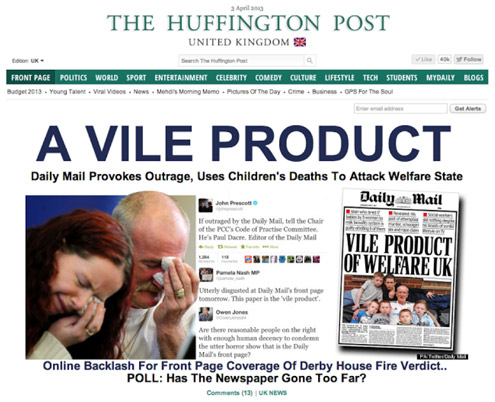 3 April 2013
THE HUFFINGTON POST
UNITED KINGDOM
Edition: UK
Search The Huffington Post
Like 40k Follow
FRONT PAGE POLITICS WORLD SPORT ENTERTAINMENT CELEBRITY COMEDY CULTURE LIFESTYLE TECH STUDENTS MYDAILY BLOGS
Budget 2013 • Young Talent • Viral Videos • News • Mehdi's Morning Memo • Pictures Of The Day • Crime • Business • GPS For The Soul
Enter email address Get Alerts
A VILE PRODUCT
Daily Mail Provokes Outrage, Uses Children's Deaths To Attack Welfare State
John Prescott
If outraged by the Daily Mail, tell the Chair
of the PCC's Code of Practise Committee.
He's Paul Dacre. Editor of the Daily Mail
Pamela Nash MP
Utterly disgusted at Daily Mail's front page
tomorrow. This paper is the 'vile product'.
Owen Jones
Are there reasonable people on the right
with enough human decency to condemn
the utter horror show that is the Daily
Mail's front page?
Daily Mail
VILE PRODUCT
OF WELFARE UK
PA/Twitter/Daily Mail
Online Backlash For Front Page Coverage Of Derby House Fire Verdict..
POLL: Has The Newspaper Gone Too Far?
Comments (13) | UK NEWS